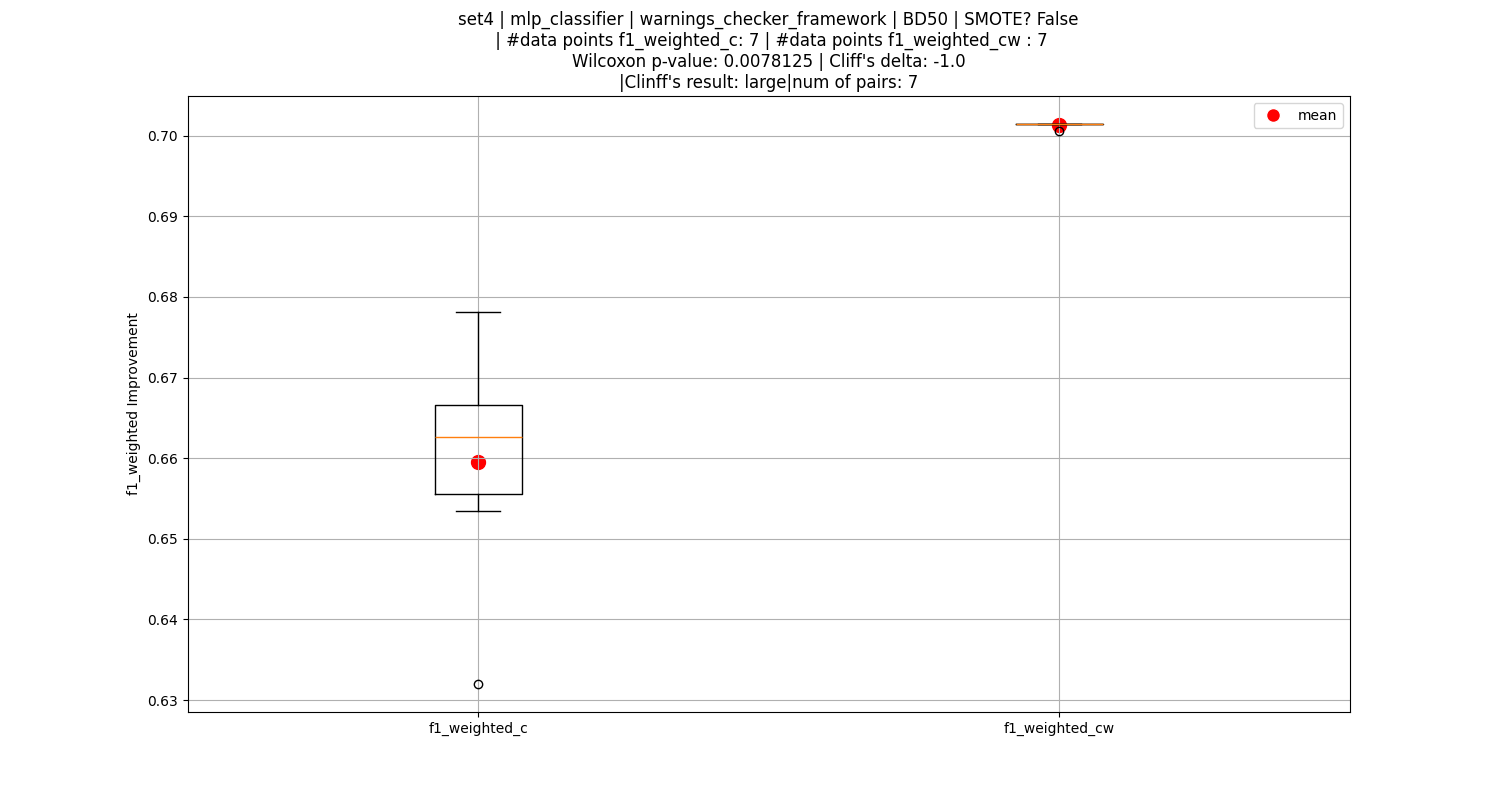 set4 | mlp_classifier | warnings_checker_framework | BD50 | SMOTE? False
| #data points f1_weighted_c: 7 | #data points f1_weighted_cw : 7
Wilcoxon p-value: 0.0078125 | Cliff's delta: -1.0
|Clinff's result: large|num of pairs: 7
mean
0.70
0.69
0.68
0.67
0.66
0.65
0.64
0.63
f1_weighted Improvement
f1_weighted_c
f1_weighted_cw